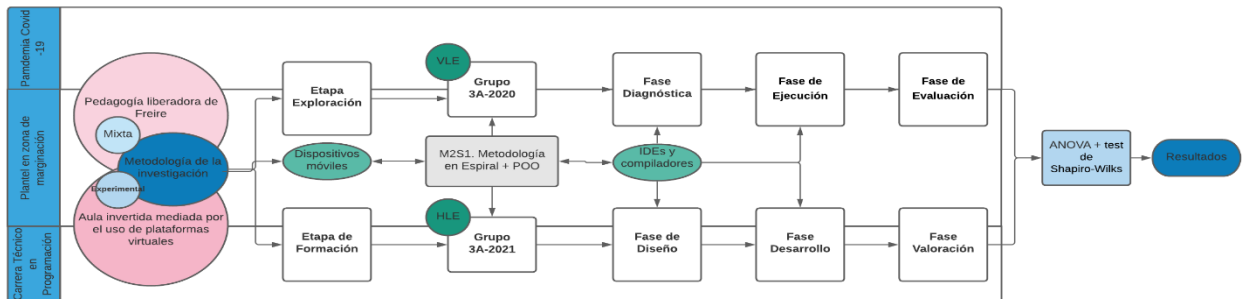 Pamdemia Covid
-19
Plantel en zona de
marginación
Carrera Técnico
en
Programación
Pedagogía liberadora de
Freire
Mixta
Metodología de la
investigación
Experimental
Aula invertida mediada por
el uso de plataformas
virtuales
Etapa
Exploración
Dispositivos
móviles
Etapa de
Formación
VLE
Grupo
3A-2020
M2S1. Metodología
en Espiral + POO
HLE
Grupo
3A-2021
Fase
Diagnóstica
IDEs y
compiladores
Fase de
Diseño
Fase de
Ejecución
Fase
Desarrollo
Fase de
Evaluación
Fase
Valoración
ANOVA + test
de
Shapiro-Wilks
Resultados